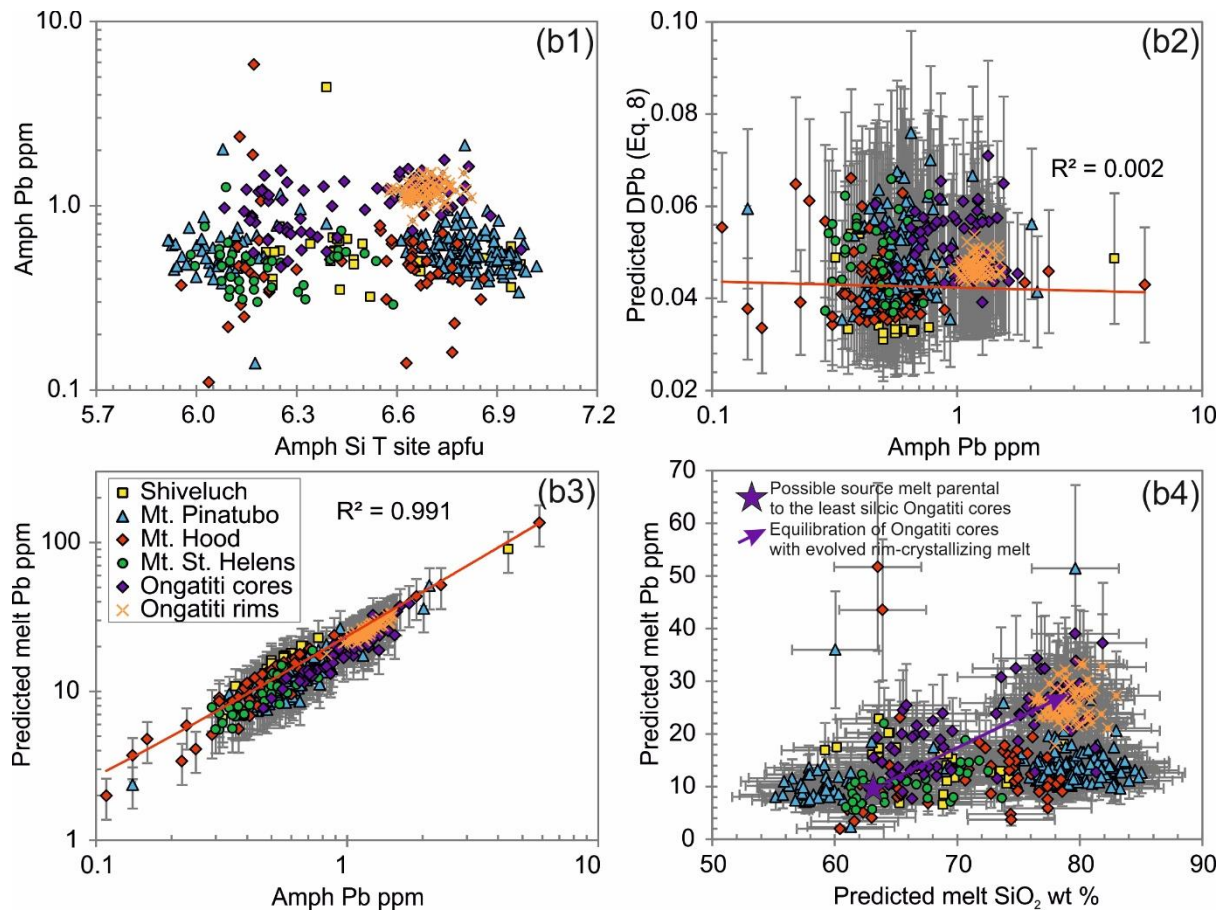 (b1)
10.0
1.0
0.1
Amph Pb ppm
5.7 6.0 6.3 6.6 6.9 7.2
Amph Si T site apfu
(b2)
0.10
0.08
0.06
0.04
0.02
Predicted DPb (Eq. 8)
R² = 0.002
0.1 1 10
Amph Pb ppm
(b3)
Shiveluch
Mt. Pinatubo
Mt. Hood
Mt. St. Helens
Ongatiti cores
Ongatiti rims
R² = 0.991
100
10
1
Predicted melt Pb ppm
0.1 1 10
Amph Pb ppm
(b4)
Possible source melt parental
to the least silcic Ongatiti cores
Equilibration of Ongatiti cores
with evolved rim-crystallizing melt
70
60
50
40
30
20
10
0
Predicted melt Pb ppm
50 60 70 80 90
Predicted melt SiO₂ wt %